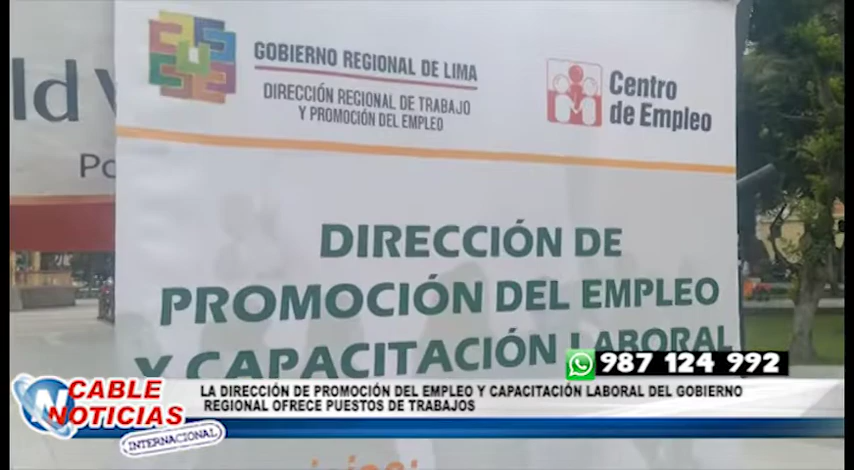 ld V
Po
GOBIERNO REGIONAL DE LIMA
DIRECCIÓN REGIONAL DE TRABAJO
Y PROMOCIÓN DEL EMPLEO
Centro
de Empleo
DIRECCIÓN DE
PROMOCIÓN DEL EMPLEO
Y CAPACITACIÓN LABORAL
987 124 992
LA DIRECCIÓN DE PROMOCIÓN DEL EMPLEO Y CAPACITACIÓN LABORAL DEL GOBIERNO
REGIONAL OFRECE PUESTOS DE TRABAJOS
N
CABLE
NOTICIAS
INTERNACIONAL